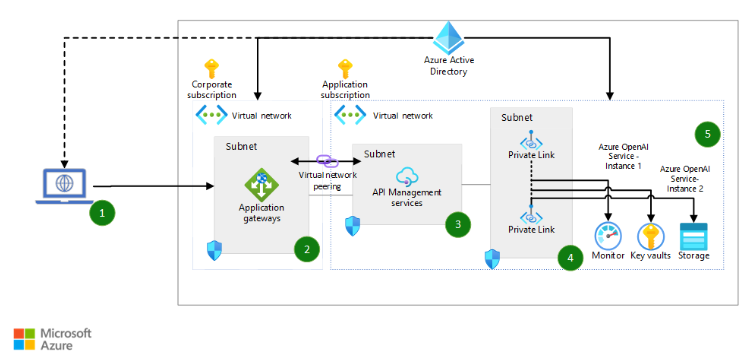 Azure Active
Directory
Corporate
subscription
Application
subscription
Virtual network
Virtual network
Subnet
Subnet
Subnet
5
Private Link
Azure OpenAI
Service -
Instance 1
Azure OpenAI
Service-
Instance 2
Virtual network
peering
Application
gateways
API Management
services
1
2
3
Private Link
4
Monitor
Key vaults
Storage
Microsoft
Azure